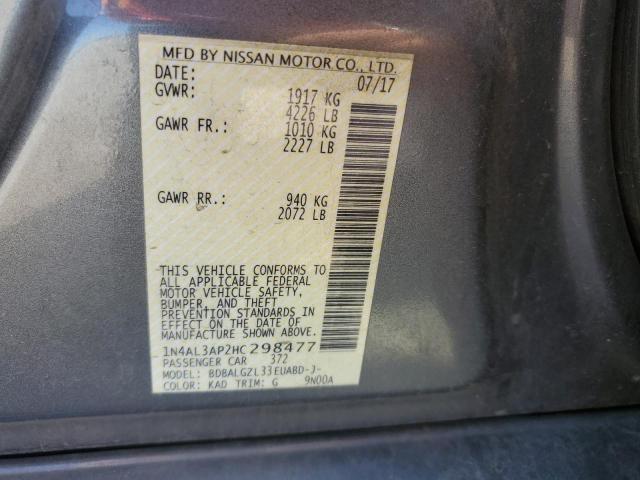 MFD BY NISSAN MOTOR CO., LTD.
DATE: 07/17
GVWR: 1917 KG
4226 LB
GAWR FR.: 1010 KG
2227 LB
GAWR RR.: 940 KG
2072 LB
THIS VEHICLE CONFORMS TO
ALL APPLICABLE FEDERAL
MOTOR VEHICLE SAFETY,
BUMPER, AND THEFT
PREVENTION STANDARDS IN
EFFECT ON THE DATE OF
MANUFACTURE SHOWN ABOVE.
1N4AL3AP2HC298477
PASSENGER CAR 372
MODEL: BDBALGZL33EUABD-J-
COLOR: KAD TRIM: G 9N00A